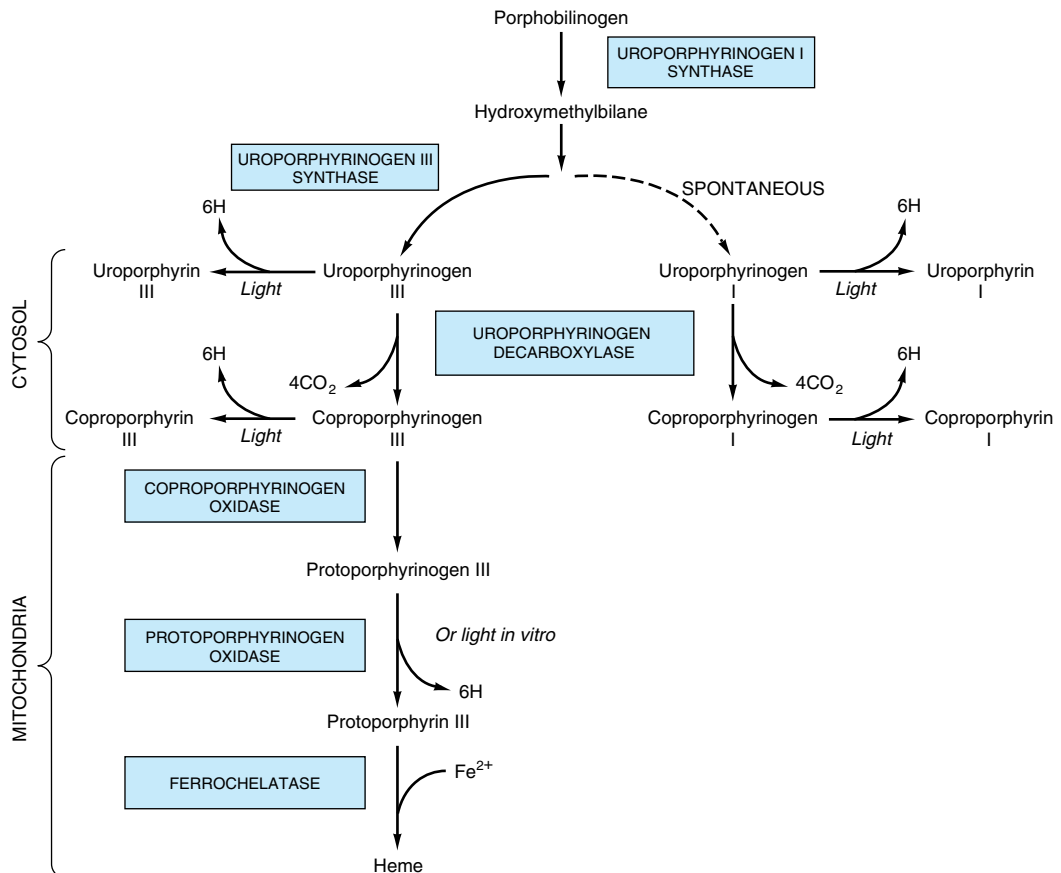 Porphobilinogen
UROPORPHYRINOGEN I
SYNTHASE
Hydroxymethylbilane
UROPORPHYRINOGEN III
SYNTHASE
SPONTANEOUS
6H
6H
Uroporphyrin
III
Light
Uroporphyrinogen
III
Uroporphyrinogen
I
Light
Uroporphyrin
I
CYTOSOL
UROPORPHYRINOGEN
DECARBOXYLASE
6H
4CO₂
4CO₂
6H
Coproporphyrin
III
Light
Coproporphyrinogen
III
Coproporphyrinogen
I
Light
Coproporphyrin
I
MITOCHONDRIA
COPROPORPHYRINOGEN
OXIDASE
Protoporphyrinogen III
PROTOPORPHYRINOGEN
OXIDASE
Or light in vitro
6H
Protoporphyrin III
FERROCHELATASE
Fe²⁺
Heme